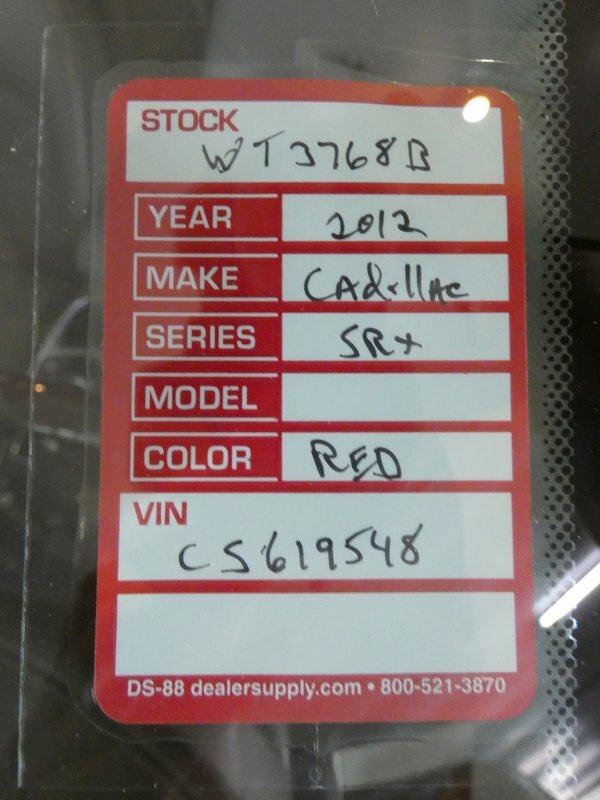 STOCK
WT3768B
YEAR 2012
MAKE CAdillAc
SERIES SRX
MODEL
COLOR RED
VIN
CS619548
DS-88 dealersupply.com • 800-521-3870